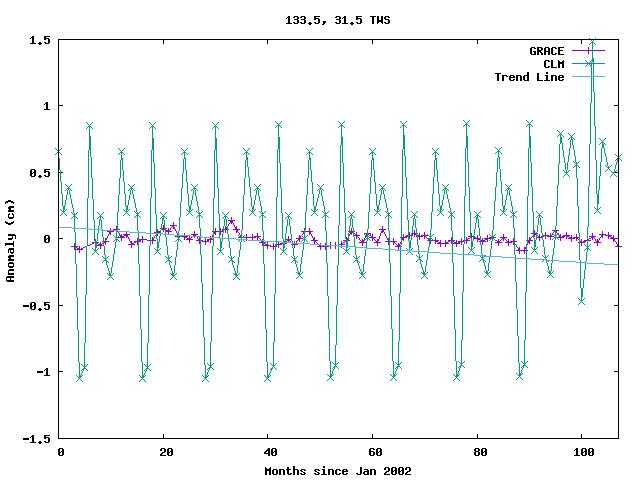 133.5, 31.5 TWS
GRACE
CLM
Trend Line
1.5
1
0.5
0
-0.5
-1
-1.5
Anomaly (cm)
0 20 40 60 80 100
Months since Jan 2002